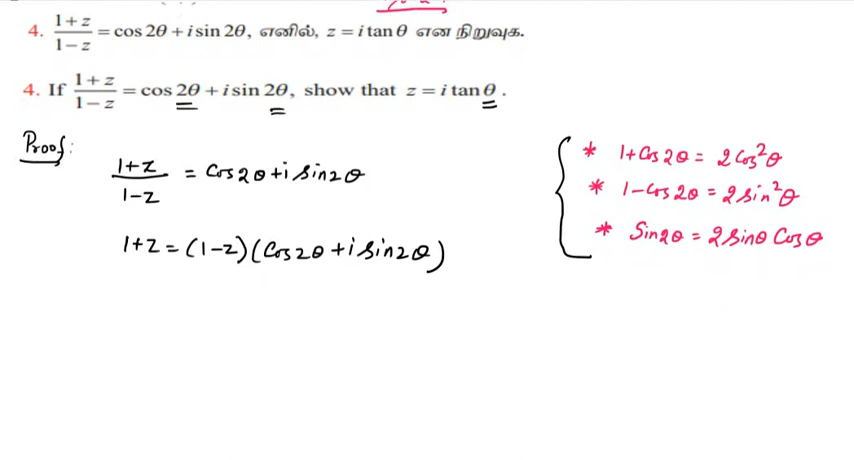 4. (1+z)/(1−z) = cos 2θ + i sin 2θ, எனில், z = i tan θ என நிறுவுக.
4. If (1+z)/(1−z) = cos 2θ + i sin 2θ, show that z = i tan θ .
Proof:
(1+z)/(1−z) = Cos2θ + i sin2θ
1+z = (1−z)(Cos2θ + i sin2θ)
* 1+Cos2θ = 2Cos²θ
* 1−Cos2θ = 2sin²θ
* Sin2θ = 2sinθ Cosθ